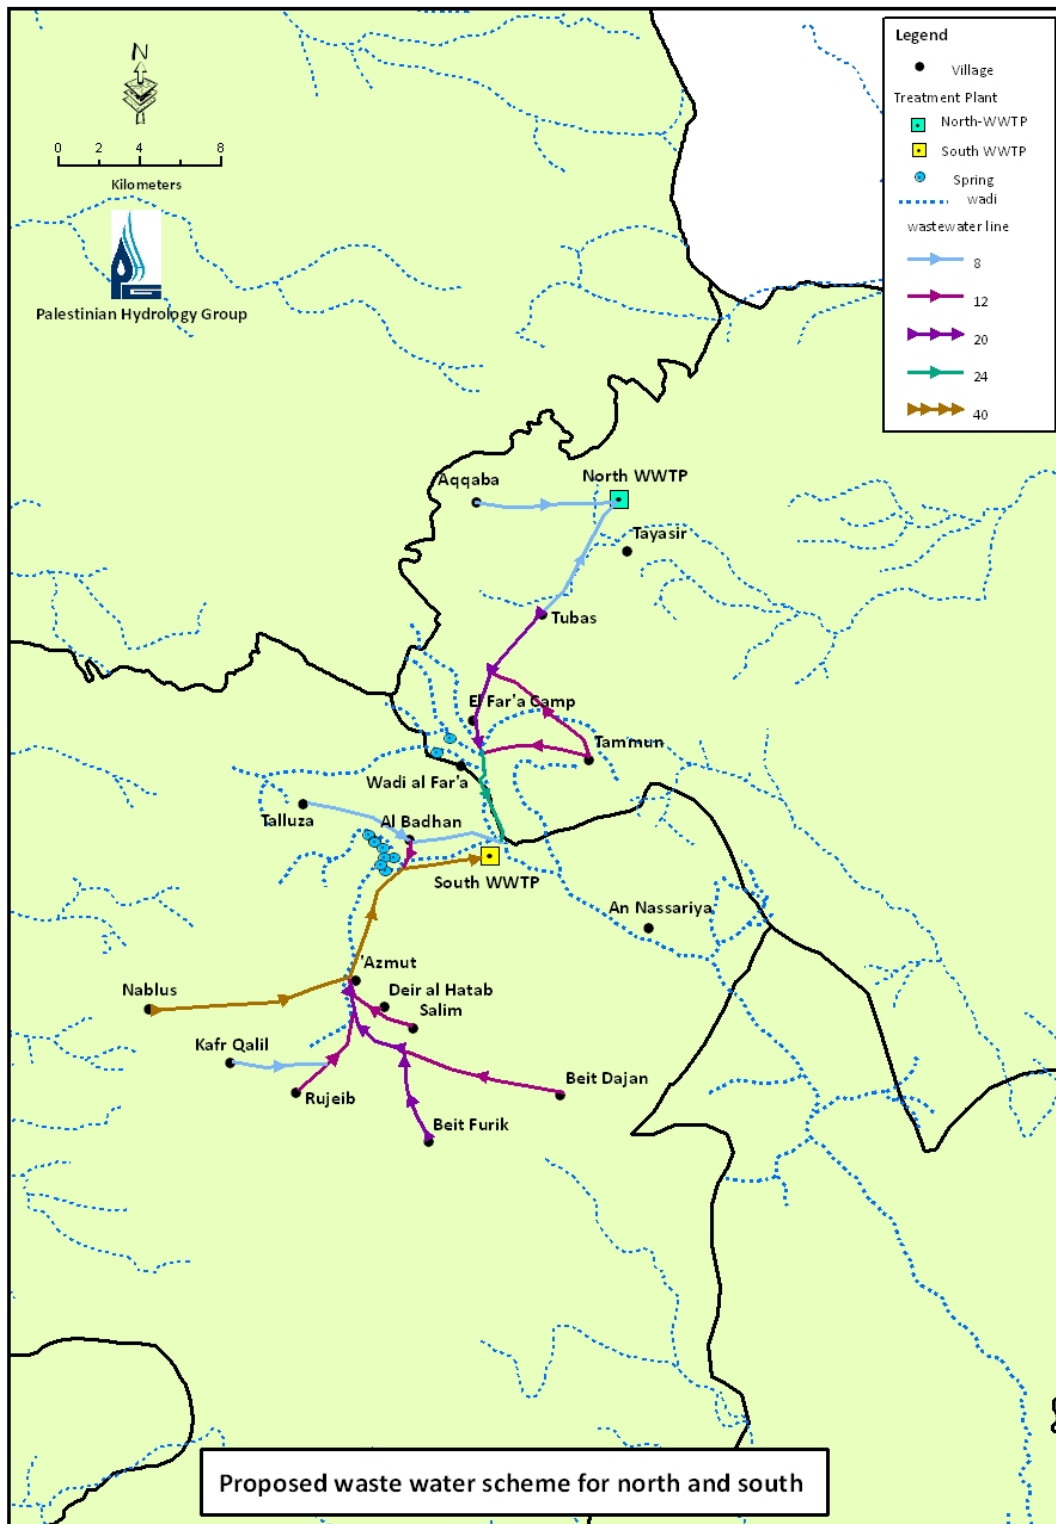 N
0 2 4 8
Kilometers
Palestinian Hydrology Group
Legend
Village
Treatment Plant
North-WWTP
South WWTP
Spring
wadi
wastewater line
8
12
20
24
40
Aqqaba
North WWTP
Tayasir
Tubas
El Far'a Camp
Tammun
Wadi al Far'a
Talluza
Al Badhan
South WWTP
An Nassariya
'Azmut
Nablus
Deir al Hatab
Salim
Kafr Qalil
Rujeib
Beit Dajan
Beit Furik
Proposed waste water scheme for north and south